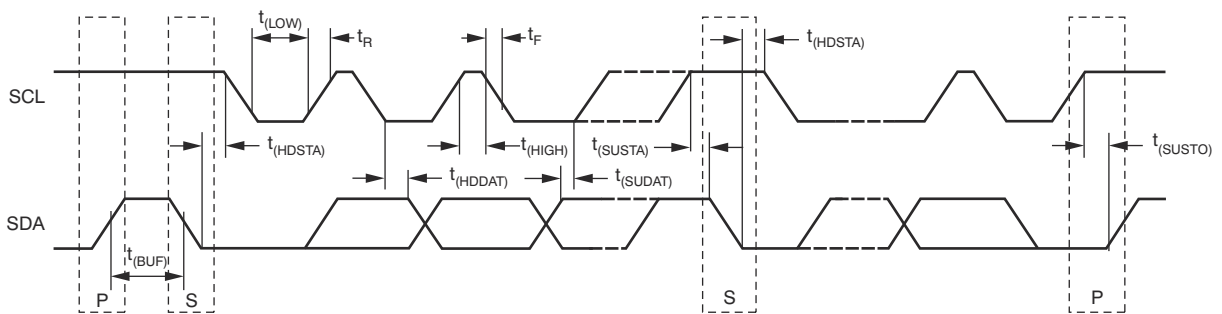 t(LOW)
tR
tF
t(HDSTA)
SCL
t(HDSTA)
t(HIGH)
t(SUSTA)
t(SUSTO)
t(HDDAT)
t(SUDAT)
SDA
t(BUF)
P
S
S
P